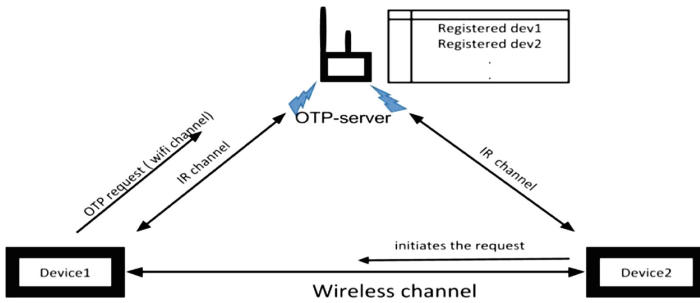 Registered dev1
Registered dev2
.
.
OTP-server
OTP request ( wifi channel)
IR channel
IR channel
initiates the request
Device1
Device2
Wireless channel